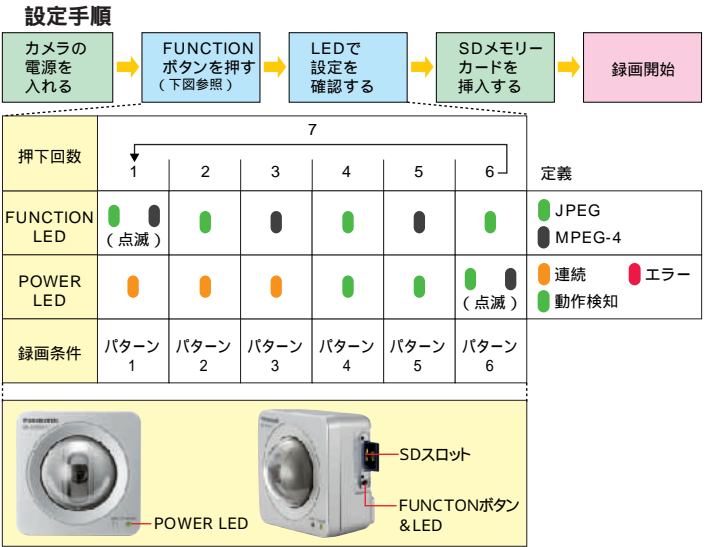 設定手順
カメラの
電源を
入れる
FUNCTION
ボタンを押す
(下図参照)
LEDで
設定を
確認する
SDメモリー
カードを
挿入する
録画開始
押下回数
7
1 2 3 4 5 6
定義
FUNCTION
LED
(点滅)
JPEG
MPEG-4
POWER
LED
(点滅)
連続 エラー
動作検知
録画条件
パターン パターン パターン パターン パターン パターン
1 2 3 4 5 6
Panasonic
POWER LED
SDスロット
FUNCTONボタン
&LED